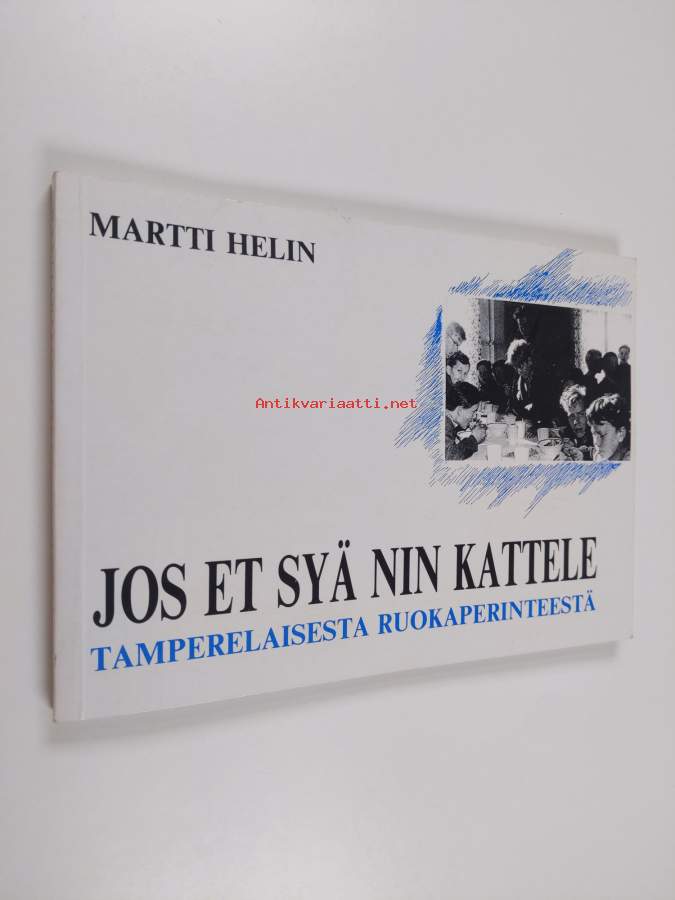 MARTTI HELIN
Antikvariaatti.net
JOS ET SYÄ NIN KATTELE
TAMPERELAISESTA RUOKAPERINTEESTÄ